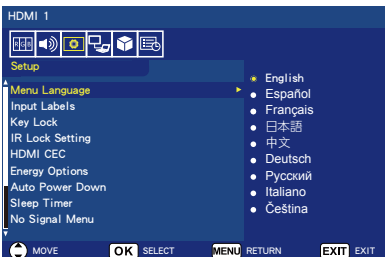 HDMI 1
RGB
Setup
Menu Language
Input Labels
Key Lock
IR Lock Setting
HDMI CEC
Energy Options
Auto Power Down
Sleep Timer
No Signal Menu
English
Español
Français
日本語
中文
Deutsch
Русский
Italiano
Čeština
MOVE OK SELECT MENU RETURN EXIT EXIT